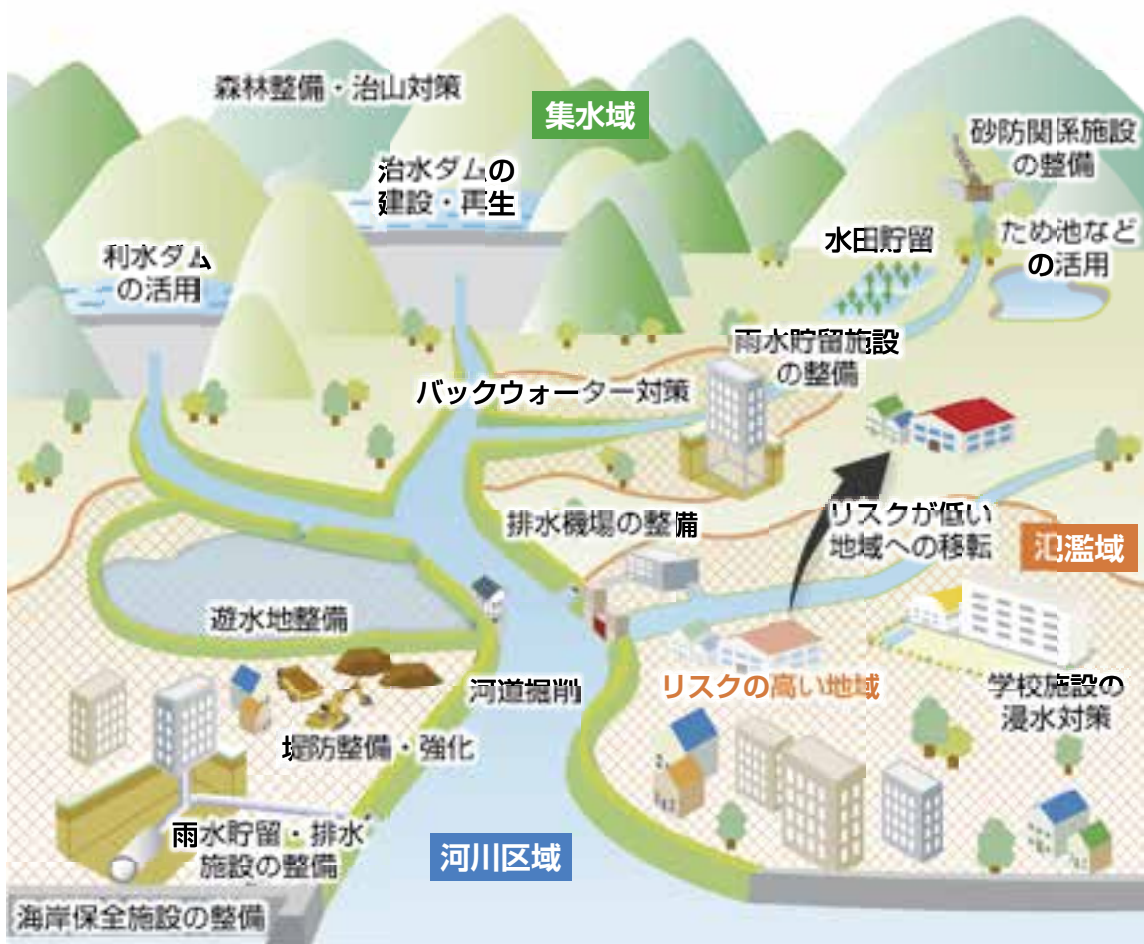 森林整備・治山対策
集水域
砂防関係施設
の整備
治水ダムの
建設・再生
水田貯留
ため池など
の活用
利水ダム
の活用
雨水貯留施設
の整備
バックウォーター対策
排水機場の整備
リスクが低い
地域への移転
氾濫域
遊水地整備
河道掘削
リスクの高い地域
学校施設の
浸水対策
堤防整備・強化
雨水貯留・排水
施設の整備
河川区域
海岸保全施設の整備